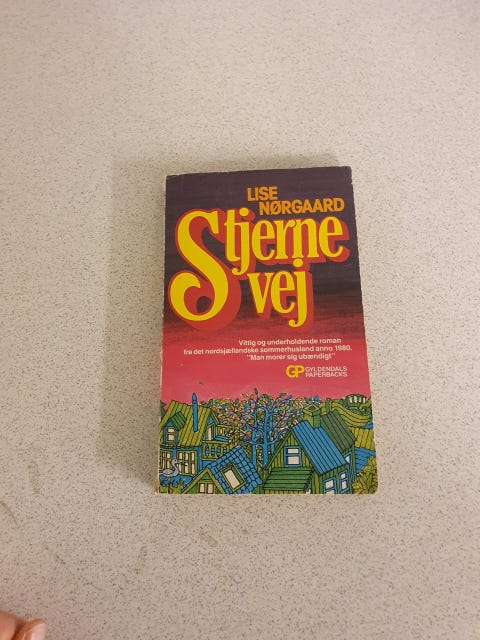 LISE
NØRGAARD
Stjerne
vej
Vittig og underholdende roman
fra det nordsjællandske sommerhusland anno 1980.
"Man morer sig ubændigt"
GP GYLDENDALS
PAPERBACKS